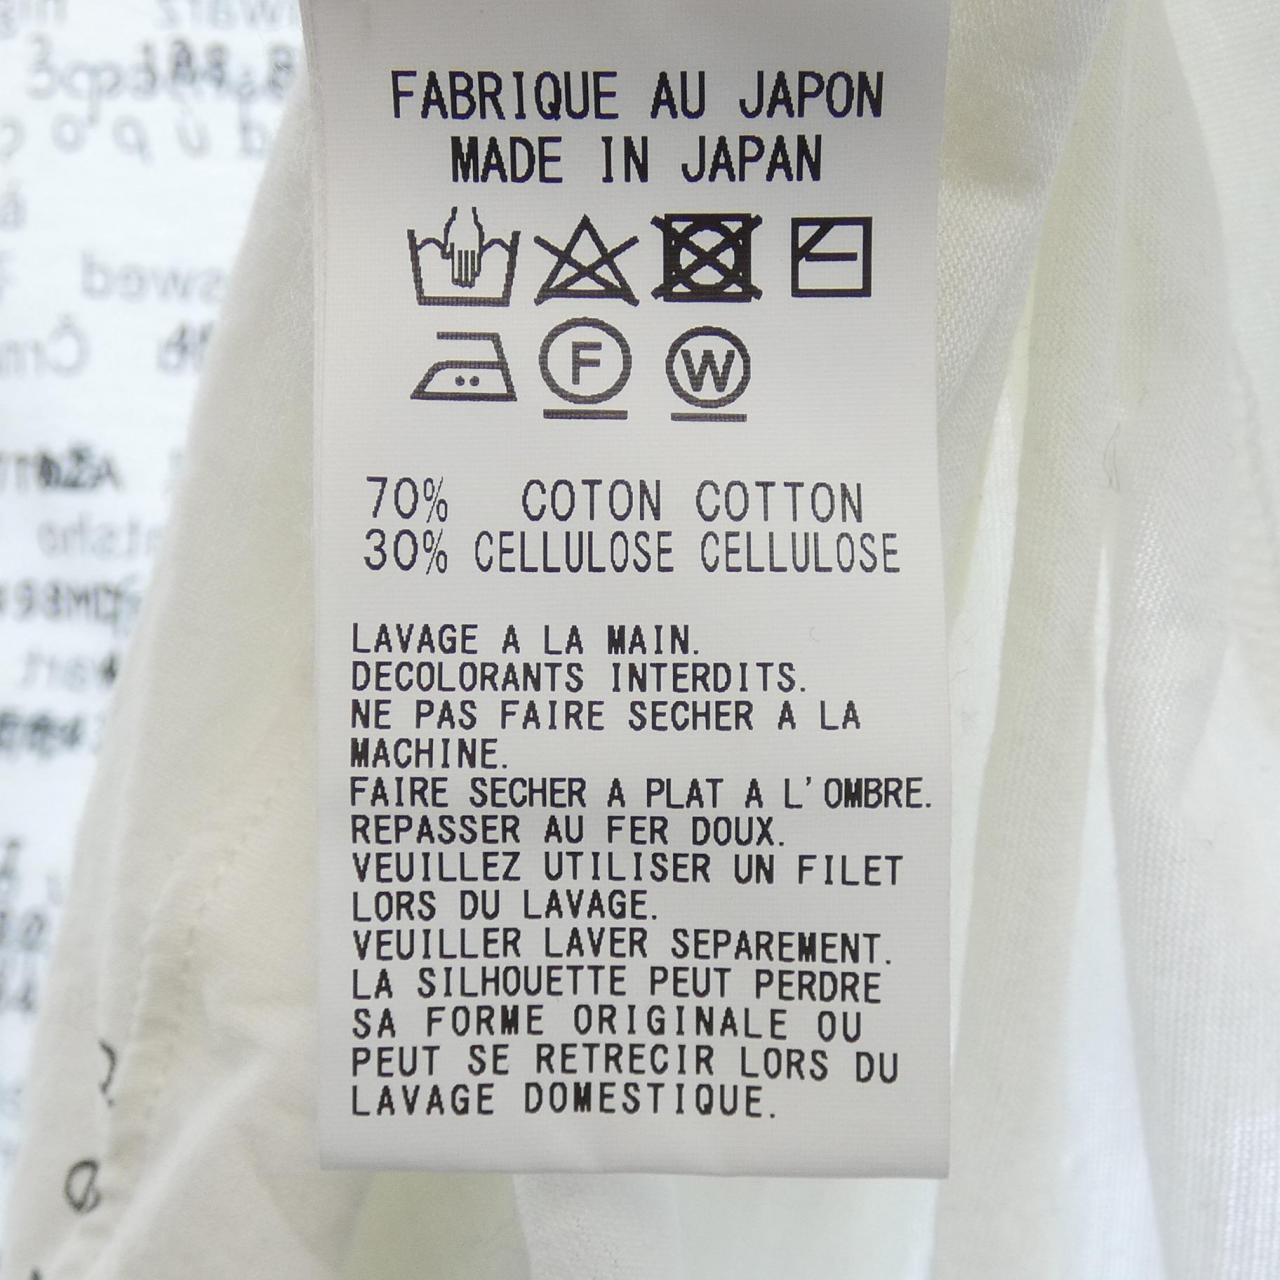 FABRIQUE AU JAPON
MADE IN JAPAN
F W
70% COTON COTTON
30% CELLULOSE CELLULOSE
LAVAGE A LA MAIN.
DECOLORANTS INTERDITS.
NE PAS FAIRE SECHER A LA
MACHINE.
FAIRE SECHER A PLAT A L'OMBRE.
REPASSER AU FER DOUX.
VEUILLEZ UTILISER UN FILET
LORS DU LAVAGE.
VEUILLER LAVER SEPAREMENT.
LA SILHOUETTE PEUT PERDRE
SA FORME ORIGINALE OU
PEUT SE RETRECIR LORS DU
LAVAGE DOMESTIQUE.